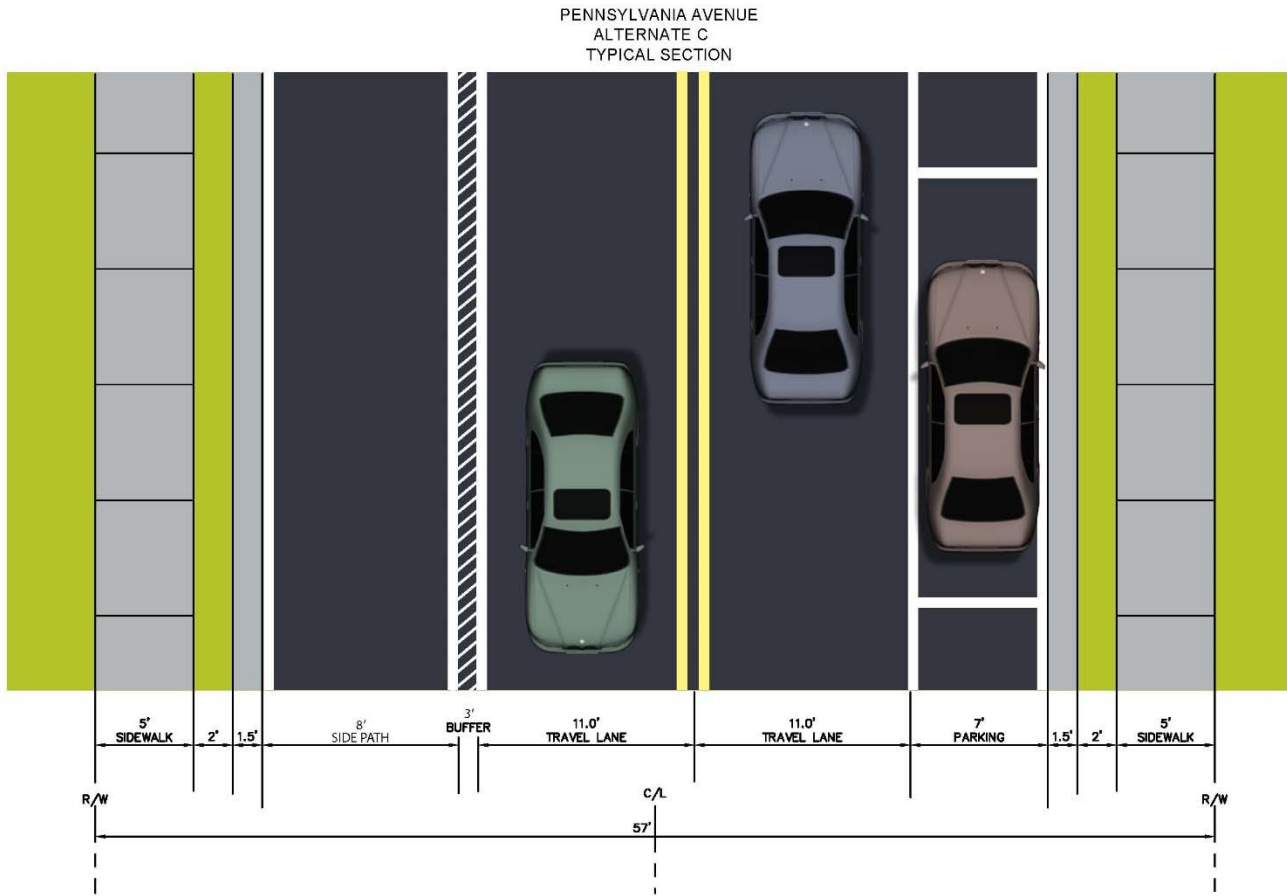 PENNSYLVANIA AVENUE
ALTERNATE C
TYPICAL SECTION
5'
SIDEWALK
2'
1.5'
8'
SIDE PATH
3'
BUFFER
11.0'
TRAVEL LANE
11.0'
TRAVEL LANE
7'
PARKING
1.5'
2'
5'
SIDEWALK
R/W
C/L
R/W
57'